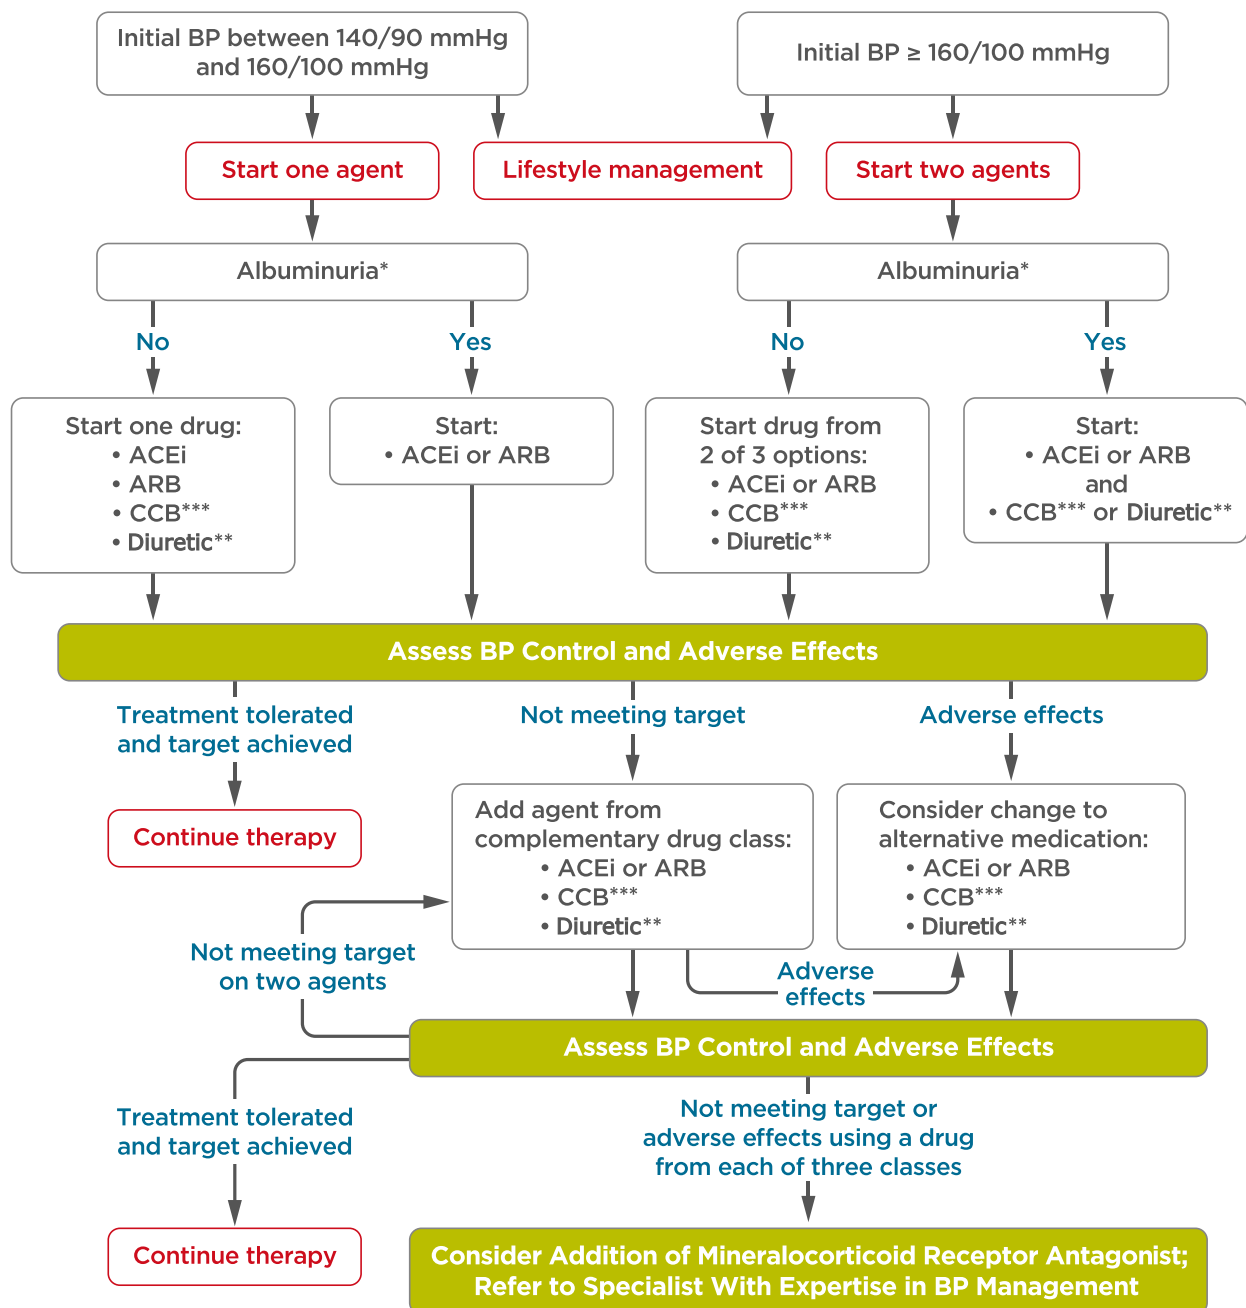 Initial BP between 140/90 mmHg
and 160/100 mmHg
Initial BP ≥ 160/100 mmHg
Start one agent
Lifestyle management
Start two agents
Albuminuria*
Albuminuria*
No
Yes
No
Yes
Start one drug:
• ACEi
• ARB
• CCB***
• Diuretic**
Start:
• ACEi or ARB
Start drug from
2 of 3 options:
• ACEi or ARB
• CCB***
• Diuretic**
Start:
• ACEi or ARB
and
• CCB*** or Diuretic**
Assess BP Control and Adverse Effects
Treatment tolerated
and target achieved
Not meeting target
Adverse effects
Continue therapy
Add agent from
complementary drug class:
• ACEi or ARB
• CCB***
• Diuretic**
Consider change to
alternative medication:
• ACEi or ARB
• CCB***
• Diuretic**
Not meeting target
on two agents
Adverse
effects
Assess BP Control and Adverse Effects
Treatment tolerated
and target achieved
Not meeting target or
adverse effects using a drug
from each of three classes
Continue therapy
Consider Addition of Mineralocorticoid Receptor Antagonist;
Refer to Specialist With Expertise in BP Management